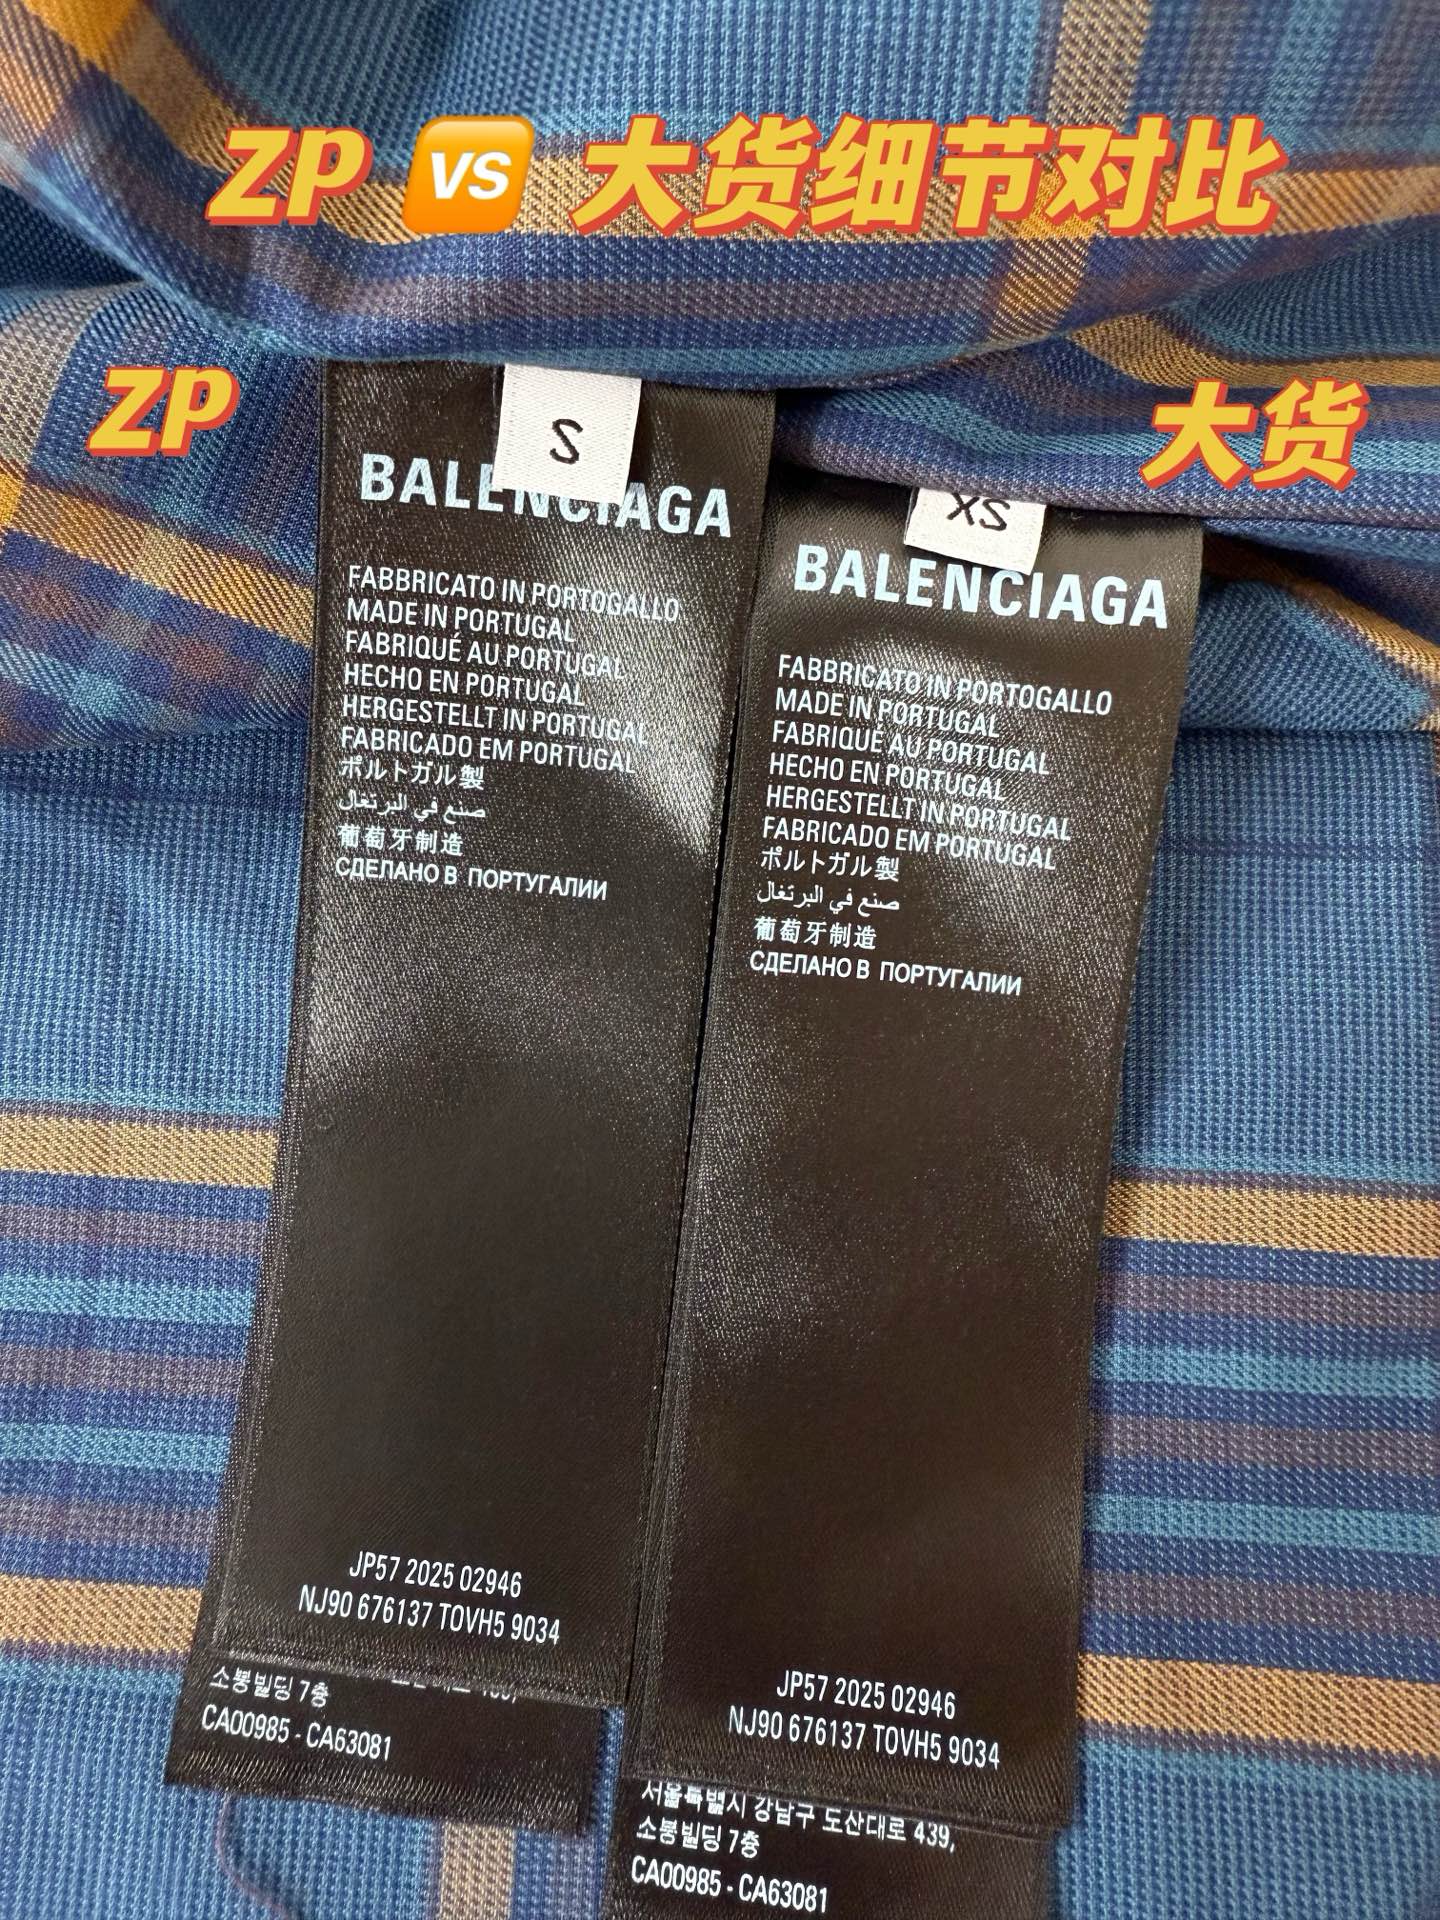 ZP VS 大货细节对比
ZP
大货
S
BALENCIAGA
FABBRICATO IN PORTOGALLO
MADE IN PORTUGAL
FABRIQUÉ AU PORTUGAL
HECHO EN PORTUGAL
HERGESTELLT IN PORTUGAL
FABRICADO EM PORTUGAL
ポルトガル製
صنع في البرتغال
葡萄牙制造
СДЕЛАНО В ПОРТУГАЛИИ
JP57 2025 02946
NJ90 676137 TOVH5 9034
소봉빌딩 7층
CA00985 - CA63081
XS
BALENCIAGA
FABBRICATO IN PORTOGALLO
MADE IN PORTUGAL
FABRIQUÉ AU PORTUGAL
HECHO EN PORTUGAL
HERGESTELLT IN PORTUGAL
FABRICADO EM PORTUGAL
ポルトガル製
صنع في البرتغال
葡萄牙制造
СДЕЛАНО В ПОРТУГАЛИИ
JP57 2025 02946
NJ90 676137 TOVH5 9034
서울특별시 강남구 도산대로 439,
소봉빌딩 7층
CA00985 - CA63081